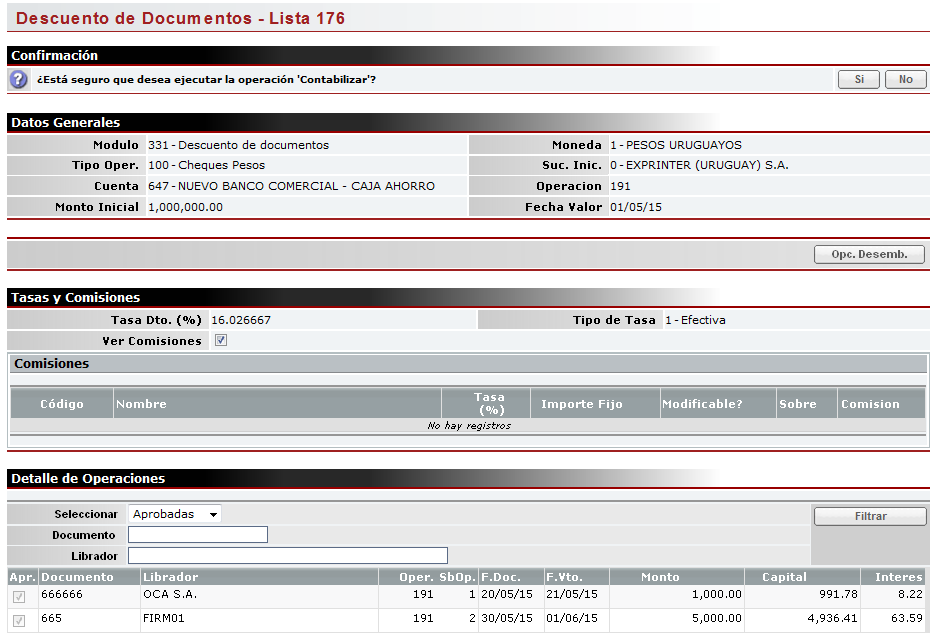 Descuento de Documentos - Lista 176
Confirmación
¿Está seguro que desea ejecutar la operación 'Contabilizar'? Si No
Datos Generales
Modulo 331 - Descuento de documentos Moneda 1 - PESOS URUGUAYOS
Tipo Oper. 100 - Cheques Pesos Suc. Inic. 0 - EXPRINTER (URUGUAY) S.A.
Cuenta 647 - NUEVO BANCO COMERCIAL - CAJA AHORRO Operacion 191
Monto Inicial 1,000,000.00 Fecha Valor 01/05/15
Opc. Desemb.
Tasas y Comisiones
Tasa Dto. (%) 16.026667 Tipo de Tasa 1 - Efectiva
Ver Comisiones
Comisiones
Código Nombre Tasa (%) Importe Fijo Modificable? Sobre Comision
No hay registros
Detalle de Operaciones
Seleccionar Aprobadas Filtrar
Documento
Librador
Apr. Documento Librador Oper. SbOp. F.Doc. F.Vto. Monto Capital Interes
666666 OCA S.A. 191 1 20/05/15 21/05/15 1,000.00 991.78 8.22
665 FIRM01 191 2 30/05/15 01/06/15 5,000.00 4,936.41 63.59